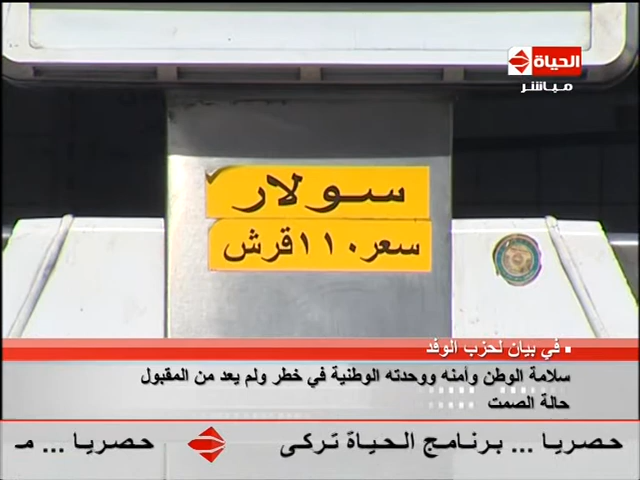 الحياة
مباشر
سولار
سعر ١١٠ قرش
في بيان لحزب الوفد
سلامة الوطن وأمنه ووحدته الوطنية في خطر ولم يعد من المقبول
حالة الصمت
حصريا ... برنامج الحياة تركى
حصريا ... مـ